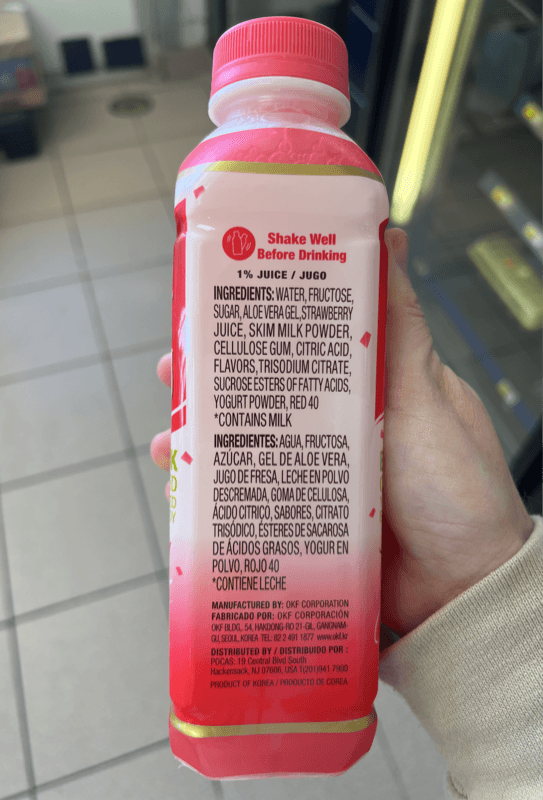 Shake Well
Before Drinking
1% JUICE / JUGO
INGREDIENTS: WATER, FRUCTOSE,
SUGAR, ALOE VERA GEL, STRAWBERRY
JUICE, SKIM MILK POWDER,
CELLULOSE GUM, CITRIC ACID,
FLAVORS, TRISODIUM CITRATE,
SUCROSE ESTERS OF FATTY ACIDS,
YOGURT POWDER, RED 40
*CONTAINS MILK
INGREDIENTES: AGUA, FRUCTOSA,
AZÚCAR, GEL DE ALOE VERA,
JUGO DE FRESA, LECHE EN POLVO
DESCREMADA, GOMA DE CELULOSA,
ÁCIDO CITRICO, SABORES, CITRATO
TRISÓDICO, ÉSTERES DE SACAROSA
DE ÁCIDOS GRASOS, YOGUR EN
POLVO, ROJO 40
*CONTIENE LECHE
MANUFACTURED BY: OKF CORPORATION
FABRICADO POR: OKF CORPORACIÓN
OKF BLDG., 54, HAKDONG-RO 21-GIL, GANGNAM-
GU, SEOUL, KOREA TEL: 82 2 491 1877 www.okf.kr
DISTRIBUTED BY / DISTRIBUIDO POR :
POCAS: 19 Central Blvd South
Hackensack, NJ 07606, USA 1(201)941-7900
PRODUCT OF KOREA / PRODUCTO DE COREA